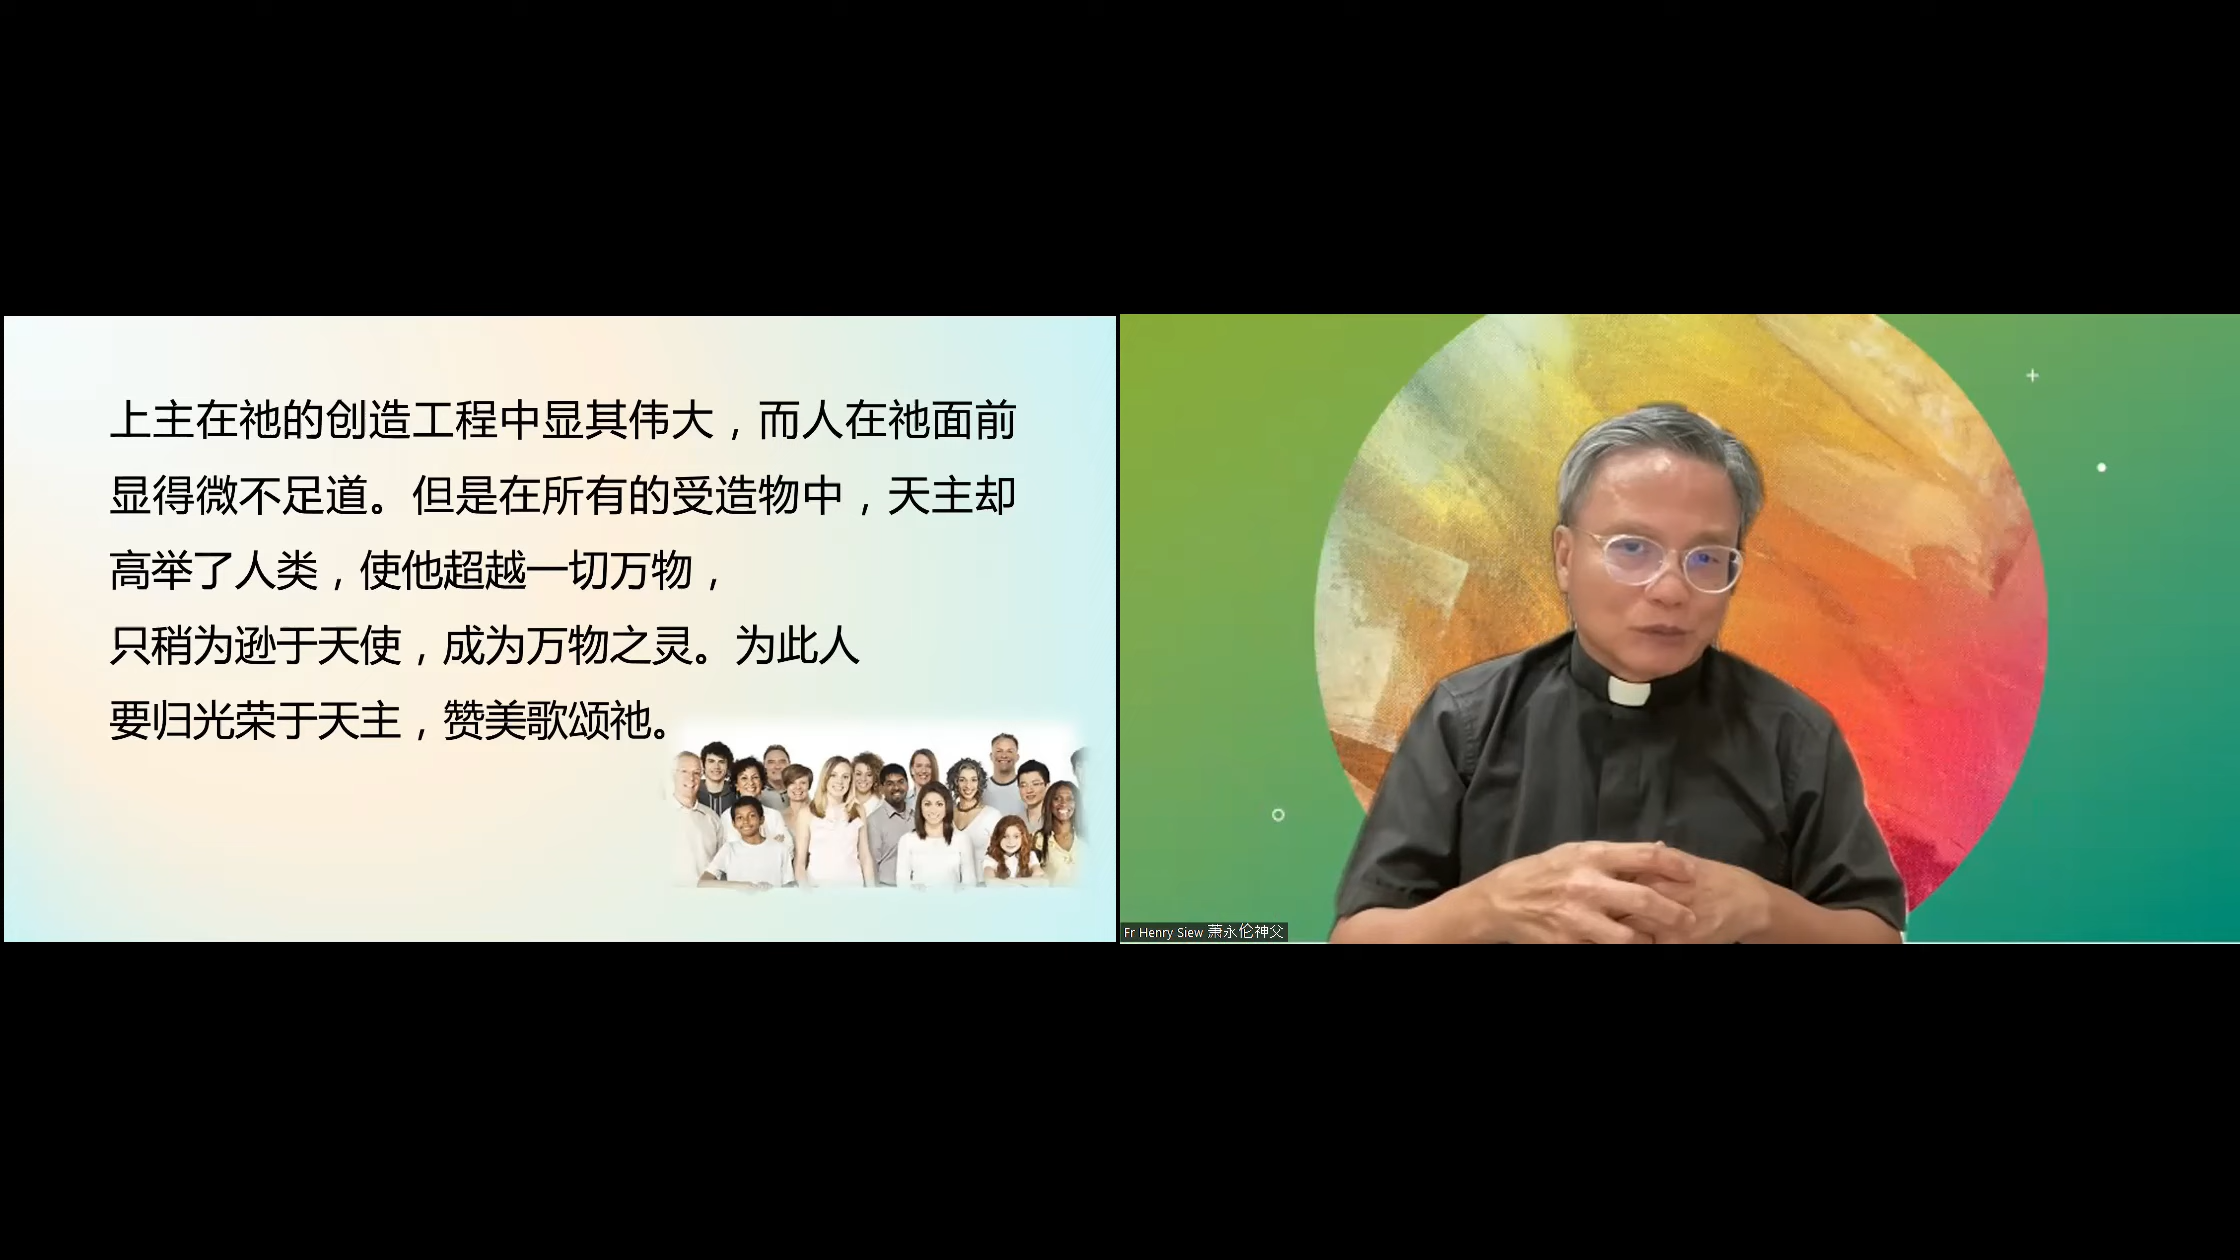 上主在祂的创造工程中显其伟大，而人在祂面前
显得微不足道。但是在所有的受造物中，天主却
高举了人类，使他超越一切万物，
只稍为逊于天使，成为万物之灵。为此人
要归光荣于天主，赞美歌颂祂。
Fr Henry Siew 萧永伦神父